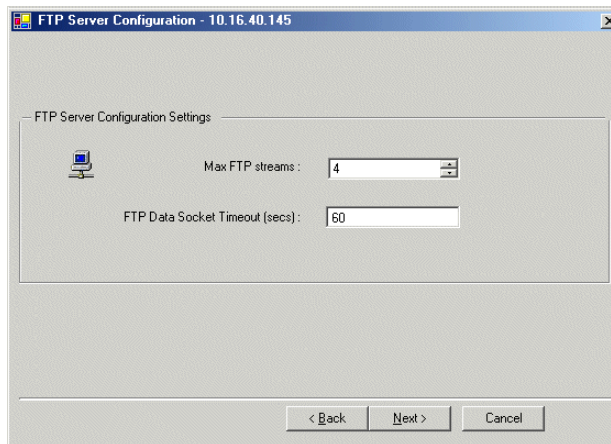 FTP Server Configuration - 10.16.40.145
FTP Server Configuration Settings
Max FTP streams : 4
FTP Data Socket Timeout (secs) : 60
< Back Next > Cancel